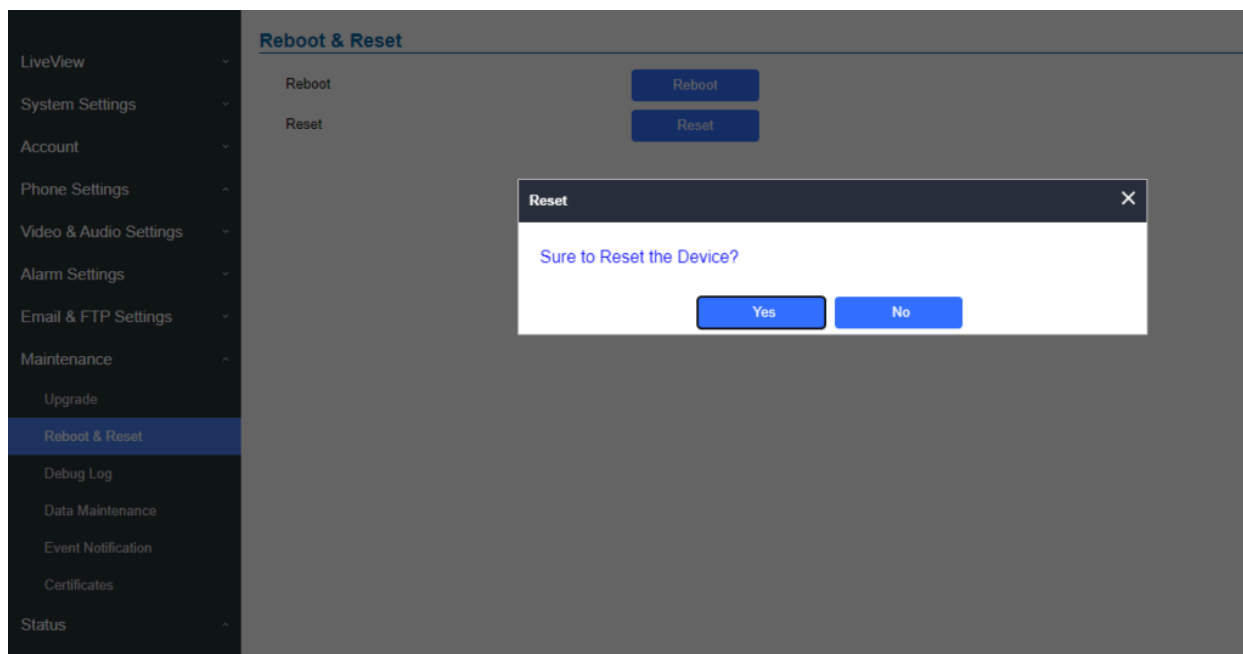 Reboot & Reset
LiveView
System Settings
Account
Phone Settings
Video & Audio Settings
Alarm Settings
Email & FTP Settings
Maintenance
Upgrade
Reboot & Reset
Debug Log
Data Maintenance
Event Notification
Certificates
Status
Reboot Reboot
Reset Reset
Reset
Sure to Reset the Device?
Yes No